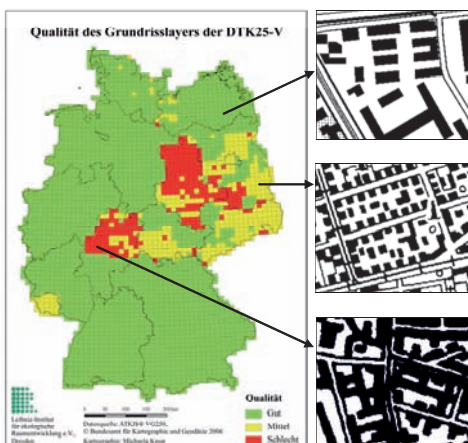 Qualität des Grundrisslayers der DTK25-V
Leibniz-Institut
für ökologische
Raumentwicklung e.V.,
Dresden
Datenquelle: ATKIS® VG250,
© Bundesamt für Kartographie und Geodäsie 2006
Kartographie: Michaela
Qualität
Gut
Mittel
Schlecht